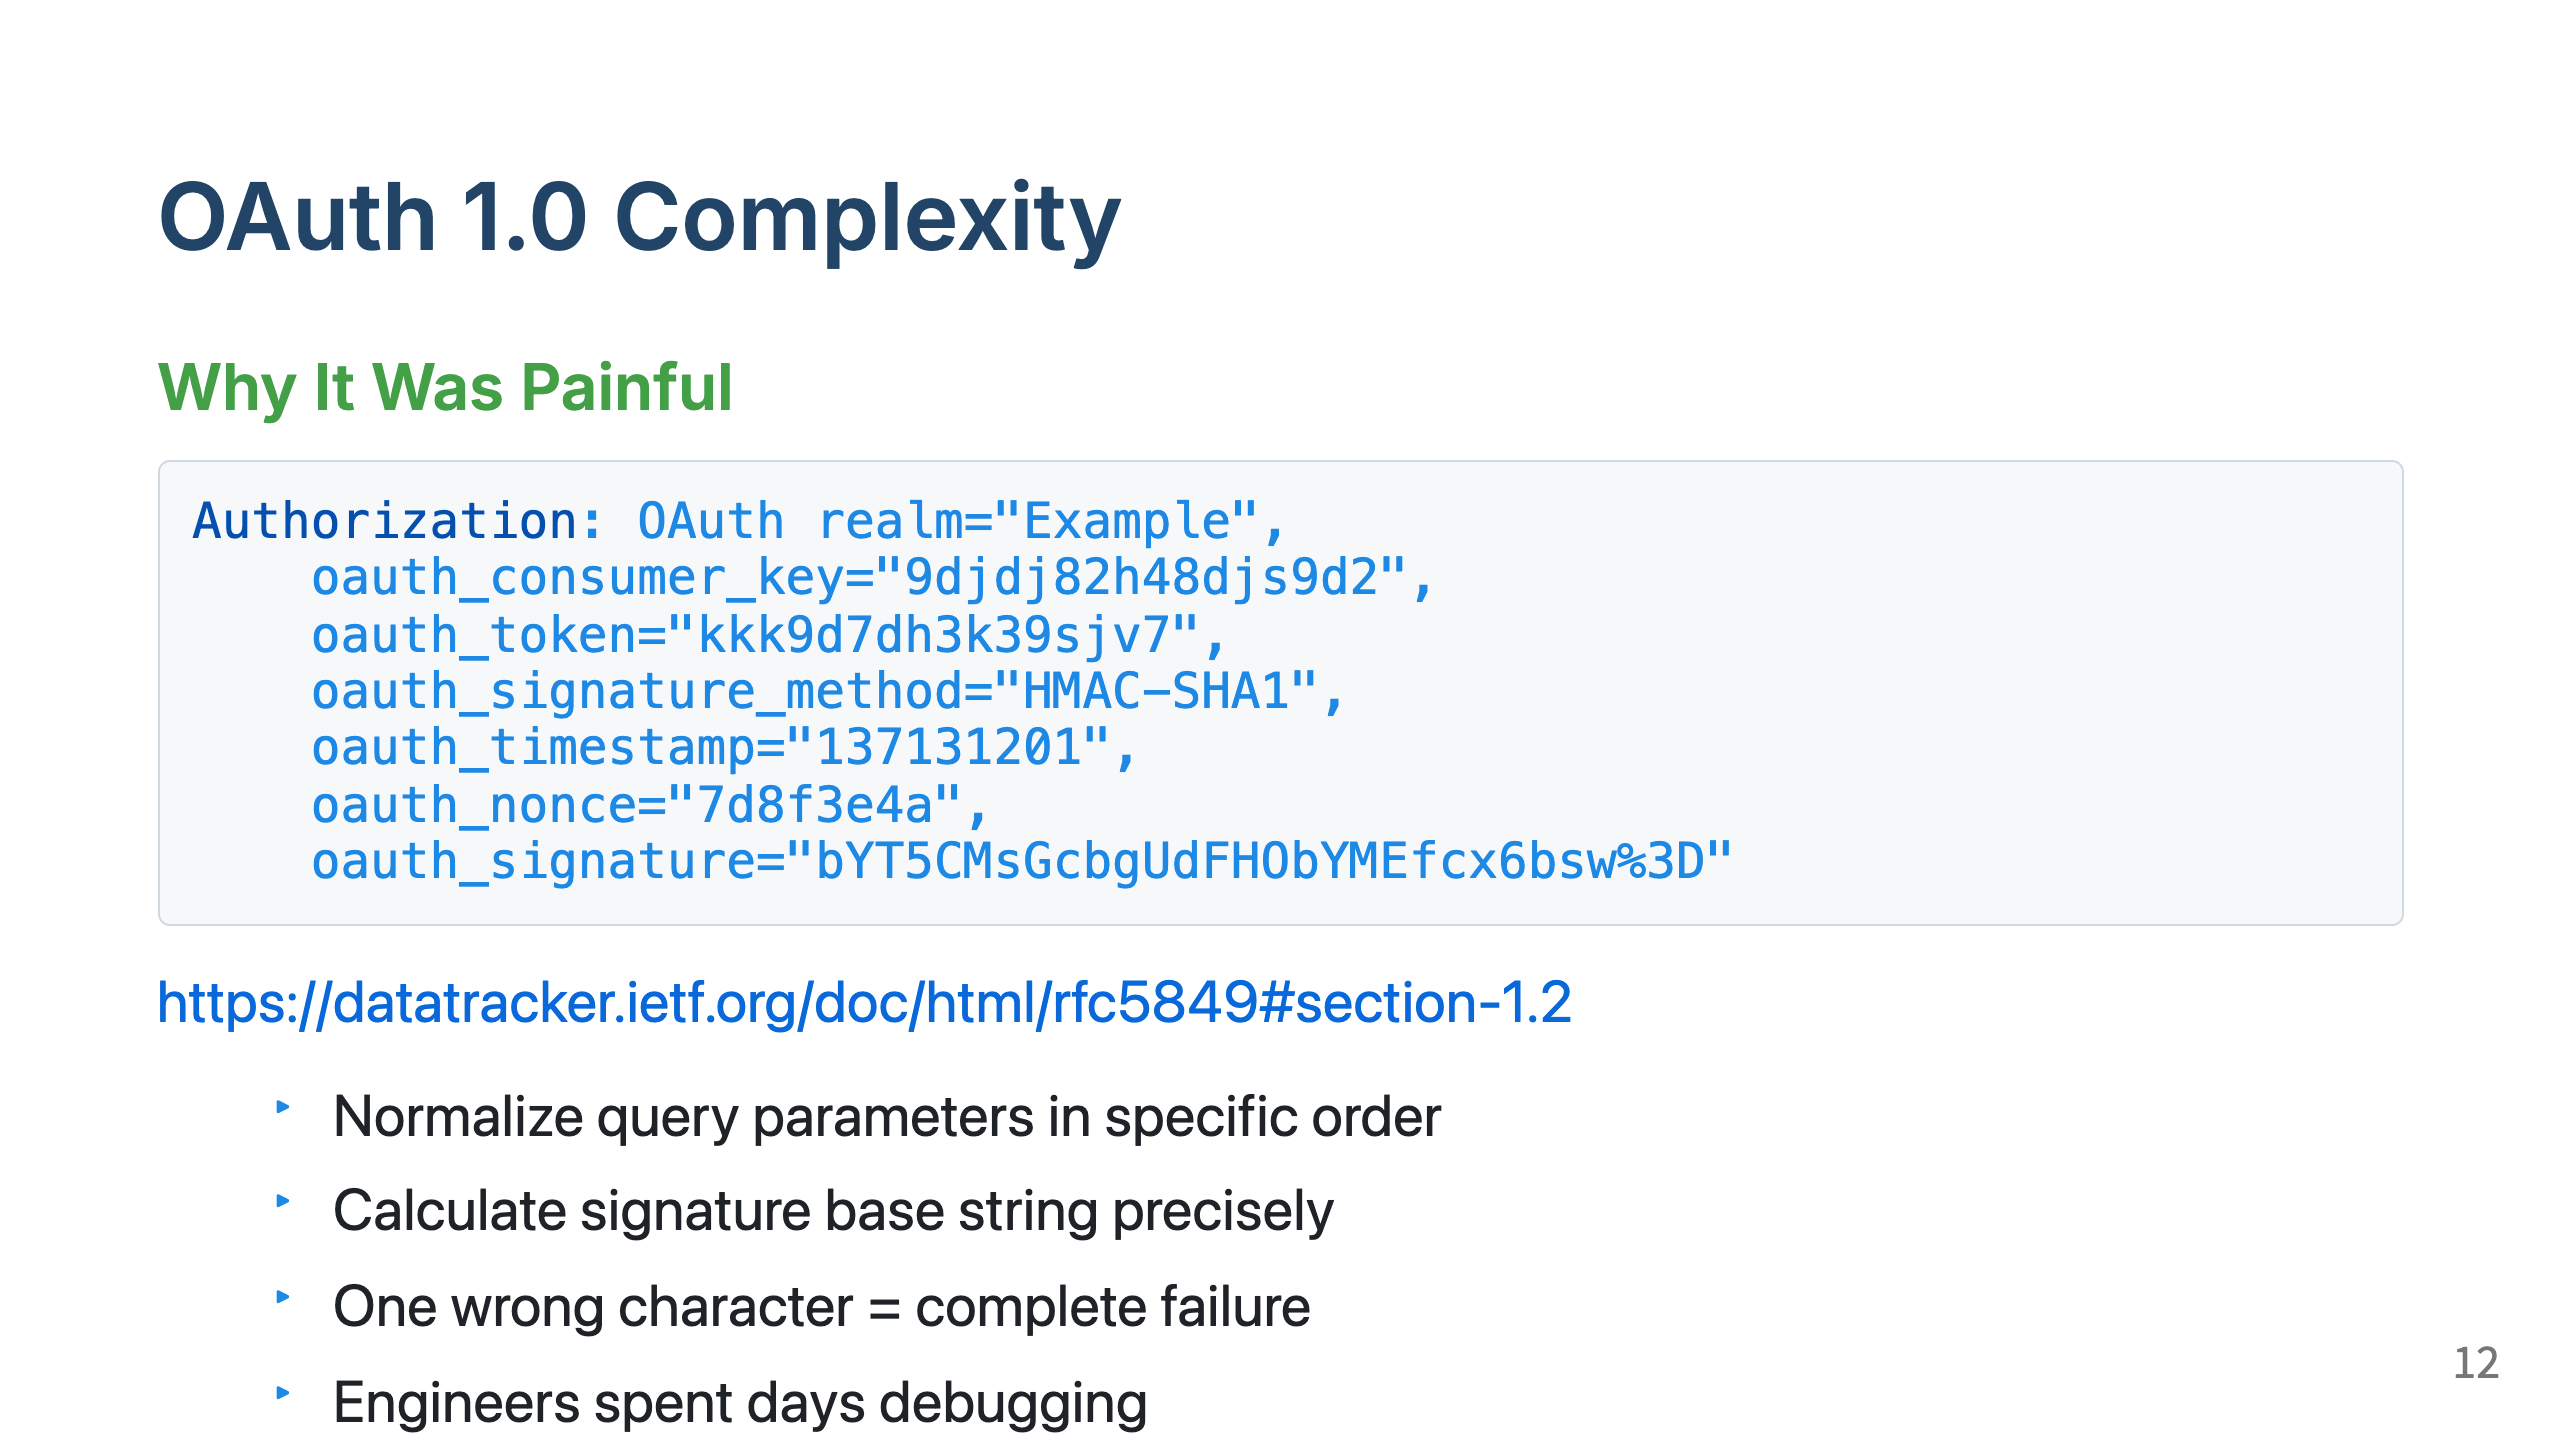 OAuth 1.0 Complexity
Why It Was Painful
Authorization: OAuth realm="Example",
    oauth_consumer_key="9djdj82h48djs9d2",
    oauth_token="kkk9d7dh3k39sjv7",
    oauth_signature_method="HMAC-SHA1",
    oauth_timestamp="137131201",
    oauth_nonce="7d8f3e4a",
    oauth_signature="bYT5CMsGcbgUdFHObYMEfcx6bsw%3D"
https://datatracker.ietf.org/doc/html/rfc5849#section-1.2
‣ Normalize query parameters in specific order
‣ Calculate signature base string precisely
‣ One wrong character = complete failure
‣ Engineers spent days debugging
12